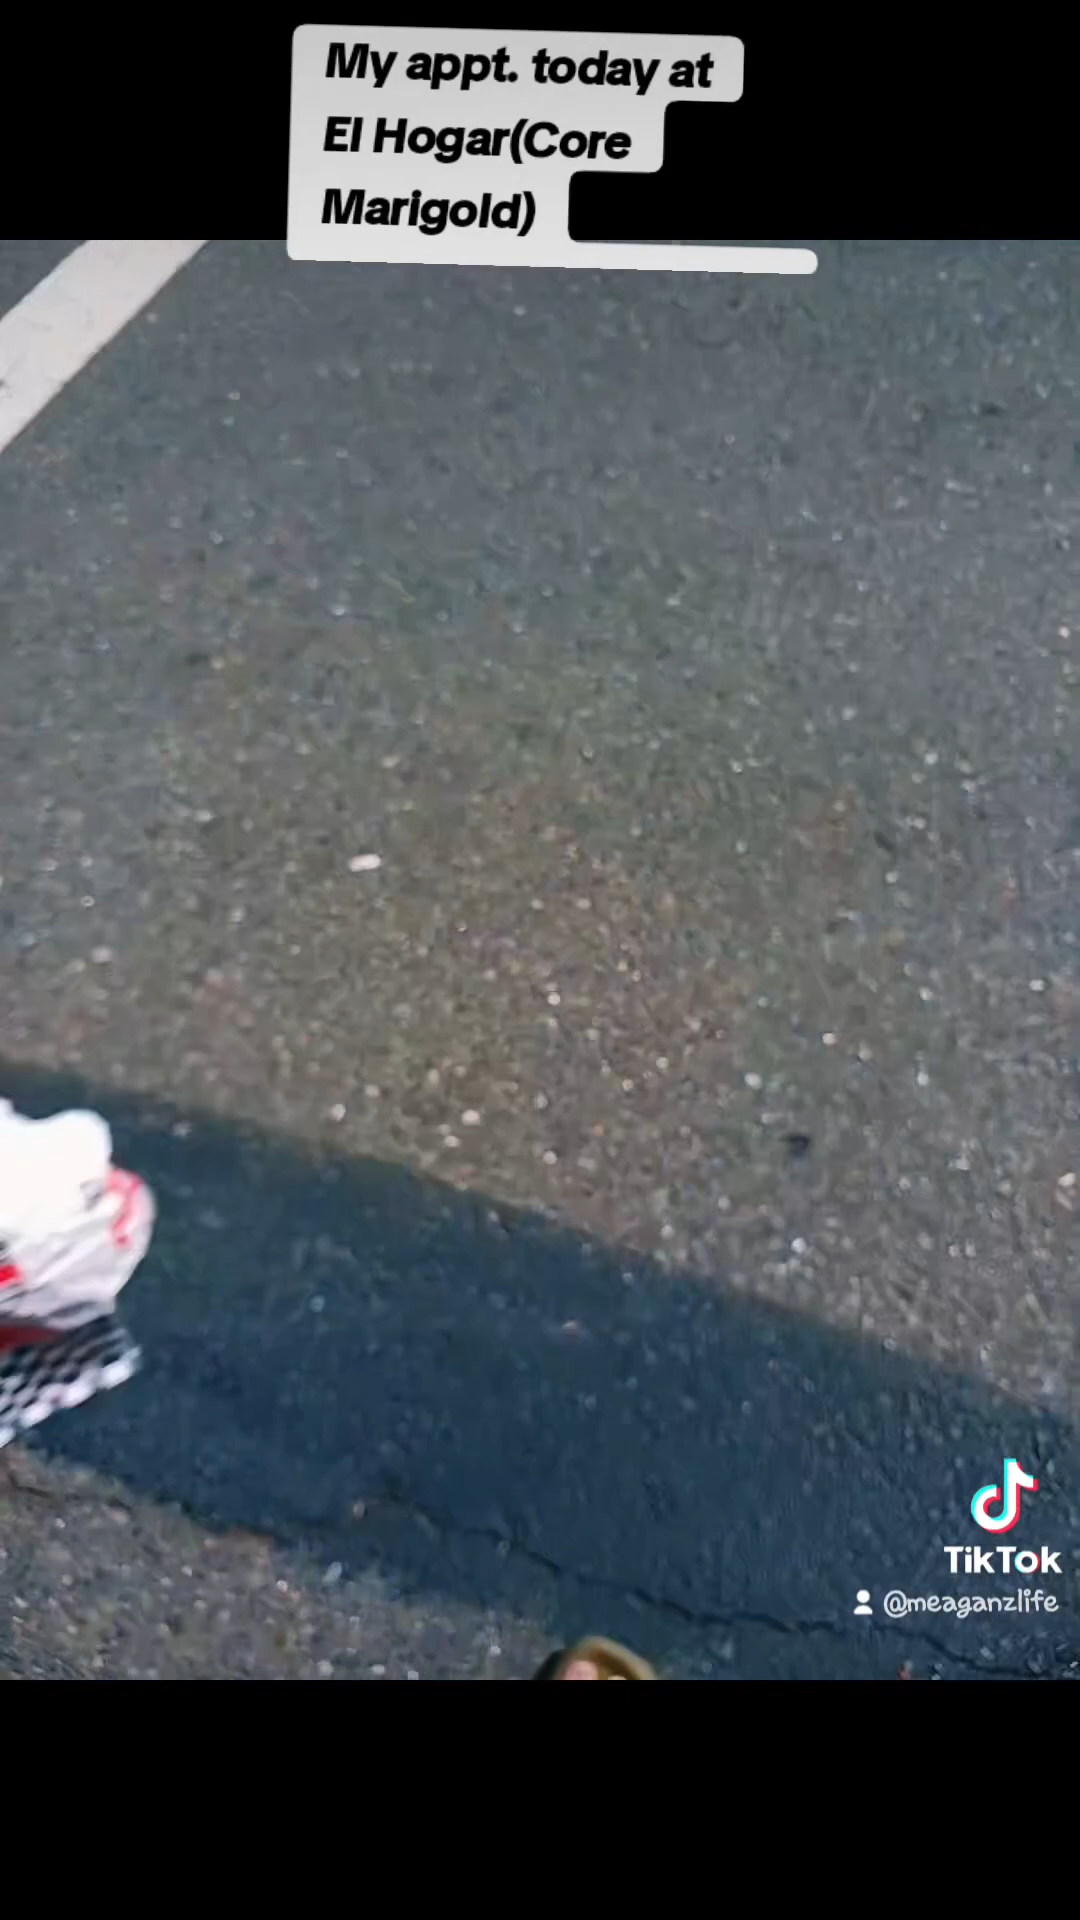 My appt. today at
El Hogar(Core
Marigold)
TikTok
@meaganzlife